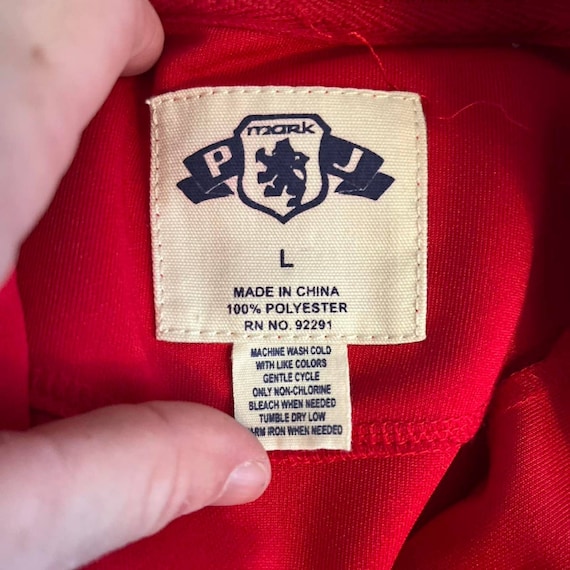 mark
P J
L
MADE IN CHINA
100% POLYESTER
RN NO. 92291
MACHINE WASH COLD
WITH LIKE COLORS
GENTLE CYCLE
ONLY NON-CHLORINE
BLEACH WHEN NEEDED
TUMBLE DRY LOW
ARM IRON WHEN NEEDED